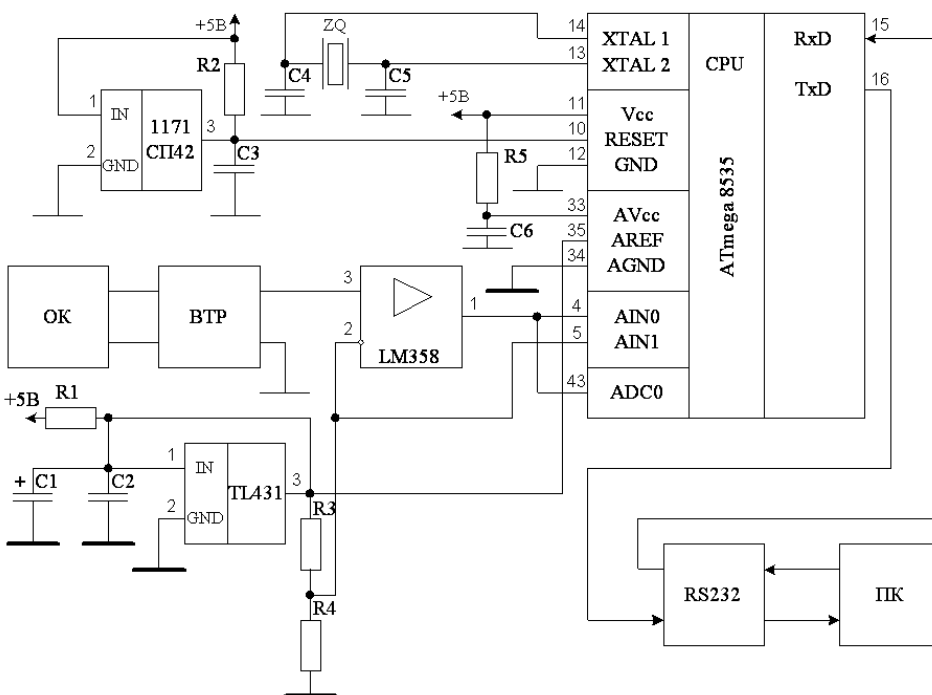 +5В
ZQ
14
15
XTAL 1
RxD
R2
13
C4
C5
XTAL 2
CPU
16
TxD
1
IN
1171
СП42
3
+5В
11
Vcc
10
RESET
2
GND
C3
R5
12
GND
33
AVcc
C6
35
AREF
34
AGND
ATmega 8535
ОК
ВТР
3
1
4
AIN0
2
5
AIN1
LM358
43
ADC0
R1
+5В
1
IN
+
C1
C2
TL431
3
2
GND
R3
R4
RS232
ПК